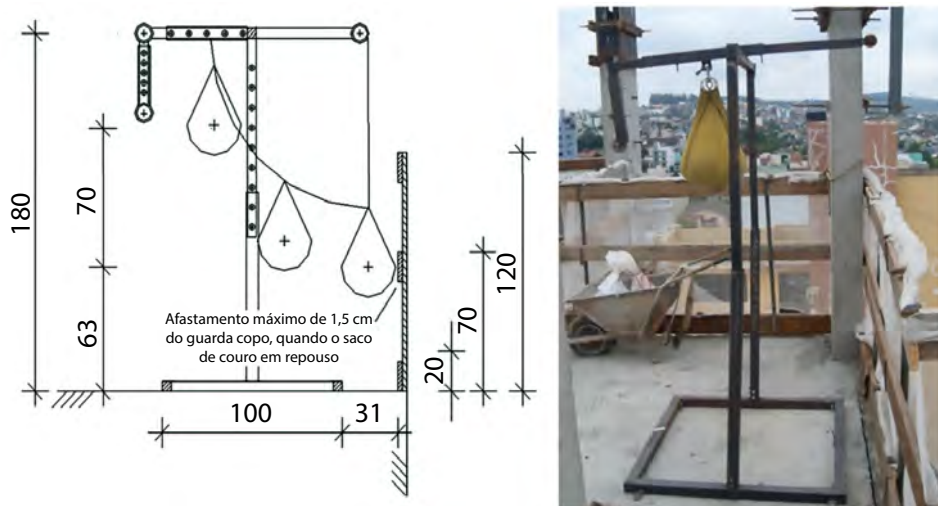 180
70
63
Afastamento máximo de 1,5 cm
do guarda copo, quando o saco
de couro em repouso
100
31
20
70
120